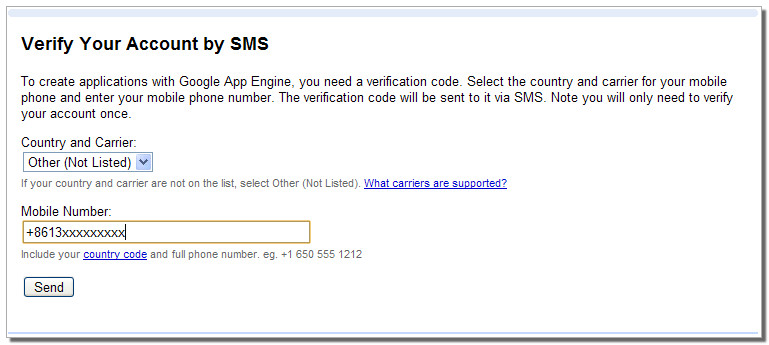 Verify Your Account by SMS
To create applications with Google App Engine, you need a verification code. Select the country and carrier for your mobile
phone and enter your mobile phone number. The verification code will be sent to it via SMS. Note you will only need to verify
your account once.
Country and Carrier:
Other (Not Listed)
If your country and carrier are not on the list, select Other (Not Listed). What carriers are supported?
Mobile Number:
+8613xxxxxxxxx
Include your country code and full phone number. eg. +1 650 555 1212
Send